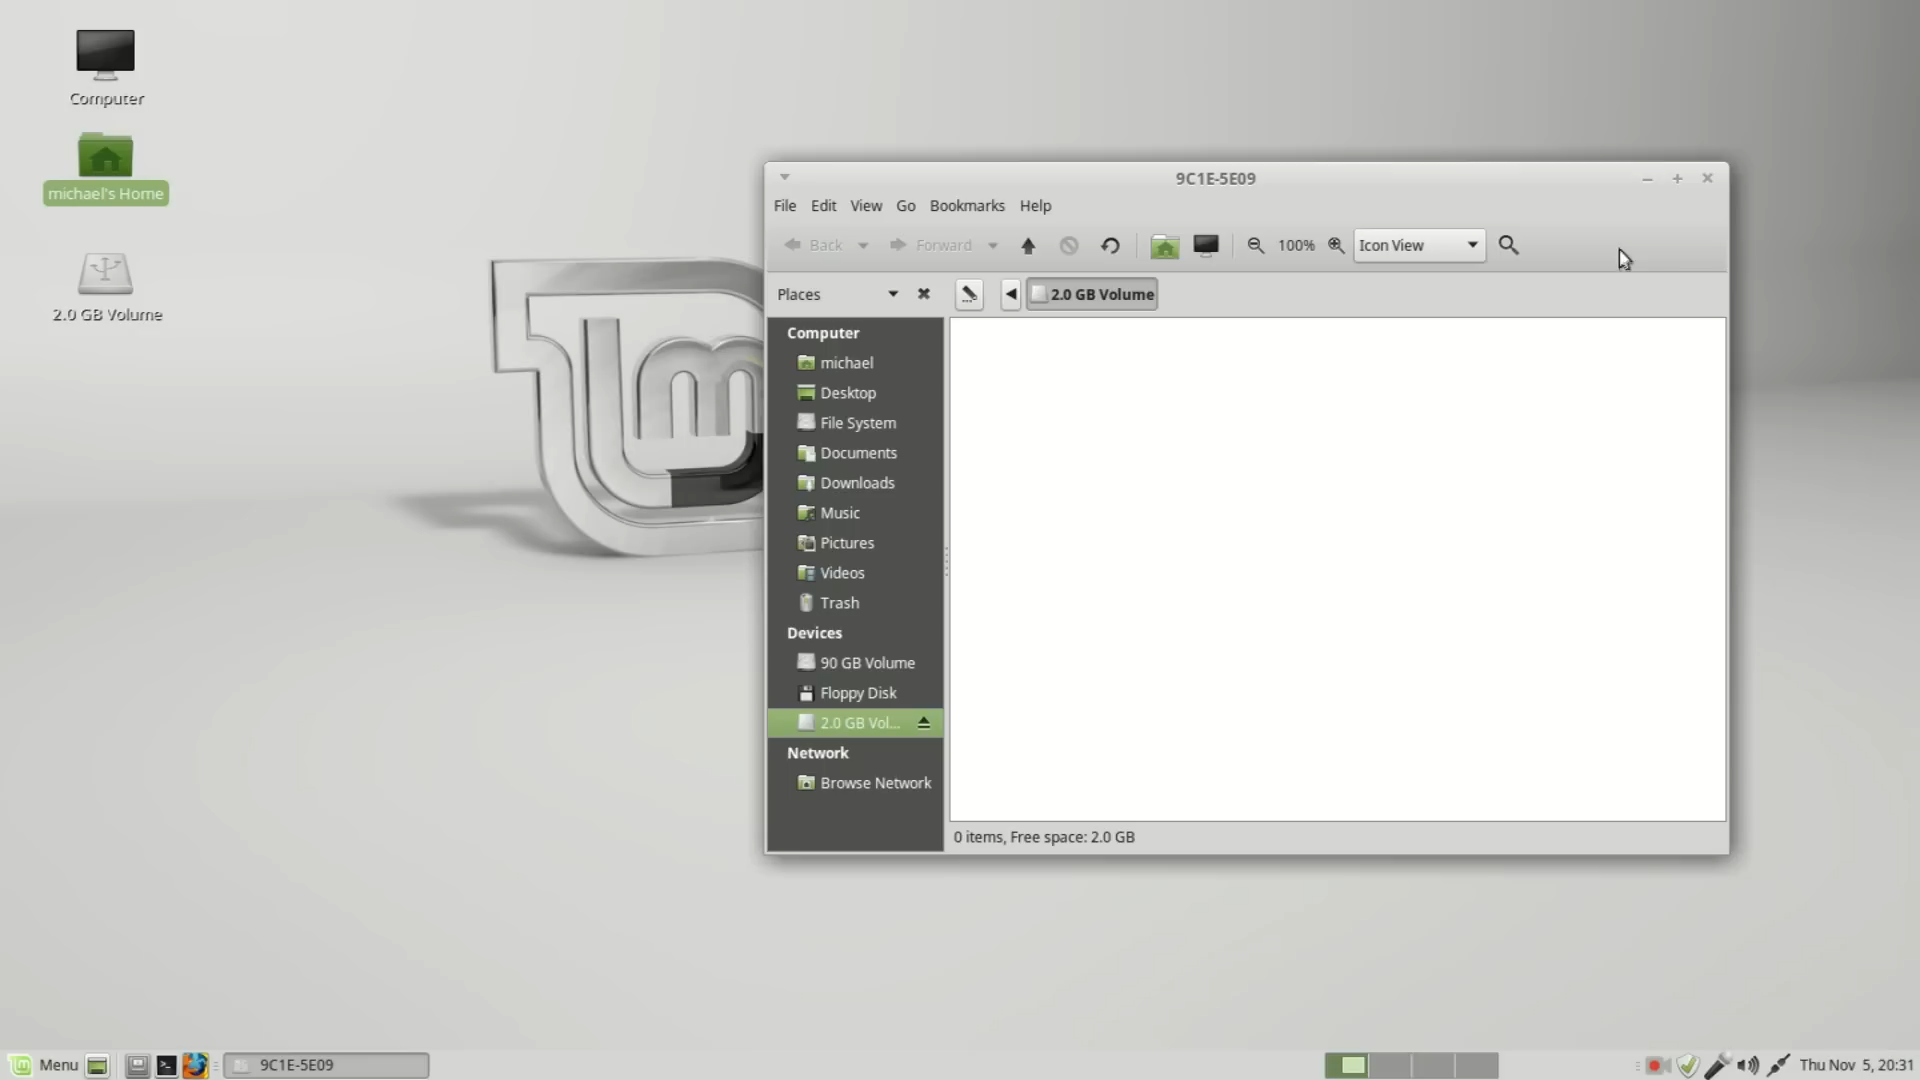 Computer
michael's Home
2.0 GB Volume
9C1E-5E09
File Edit View Go Bookmarks Help
Back Forward 100% Icon View
Places 2.0 GB Volume
Computer
michael
Desktop
File System
Documents
Downloads
Music
Pictures
Videos
Trash
Devices
90 GB Volume
Floppy Disk
2.0 GB Vol...
Network
Browse Network
0 items, Free space: 2.0 GB
Menu 9C1E-5E09 Thu Nov 5, 20:31